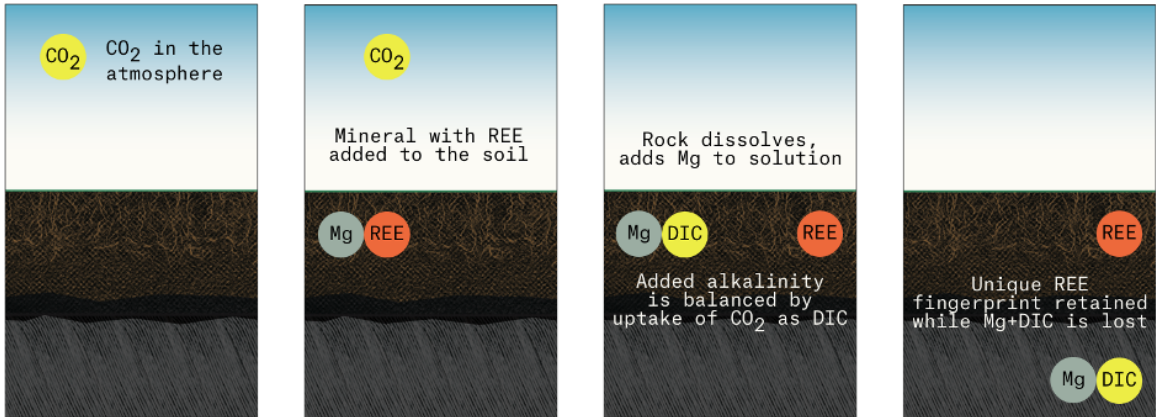 CO2
CO2 in the
atmosphere
CO2
Mineral with REE
added to the soil
Mg REE
Rock dissolves,
adds Mg to solution
Mg DIC
REE
Added alkalinity
is balanced by
uptake of CO2 as DIC
REE
Unique REE
fingerprint retained
while Mg+DIC is lost
Mg DIC